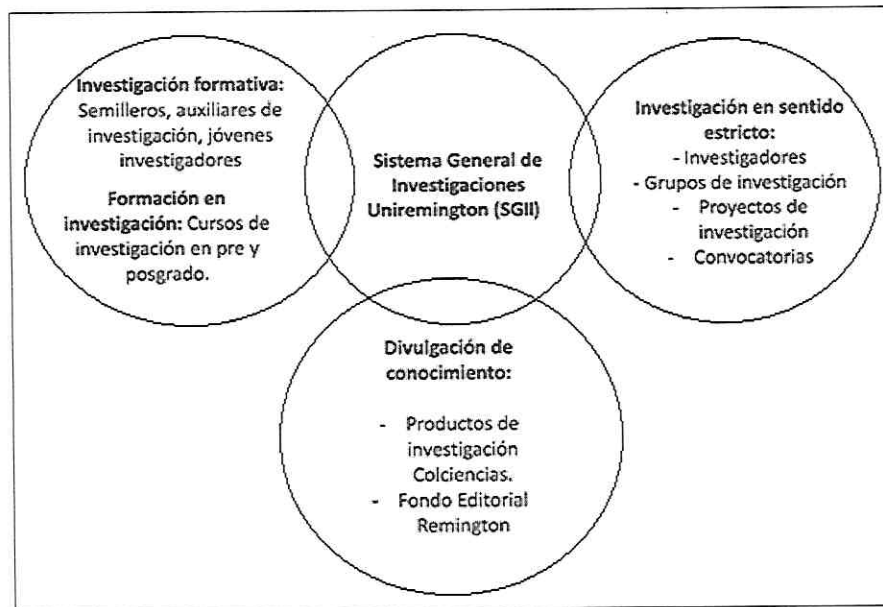 Investigación formativa:
Semilleros, auxiliares de
investigación, jóvenes
investigadores
Formación en
investigación: Cursos de
investigación en pre y
posgrado.
Sistema General de
Investigaciones
Uniremington (SGII)
Investigación en sentido
estricto:
- Investigadores
- Grupos de investigación
- Proyectos de
investigación
- Convocatorias
Divulgación de
conocimiento:
- Productos de
investigación
Colciencias.
- Fondo Editorial
Remington